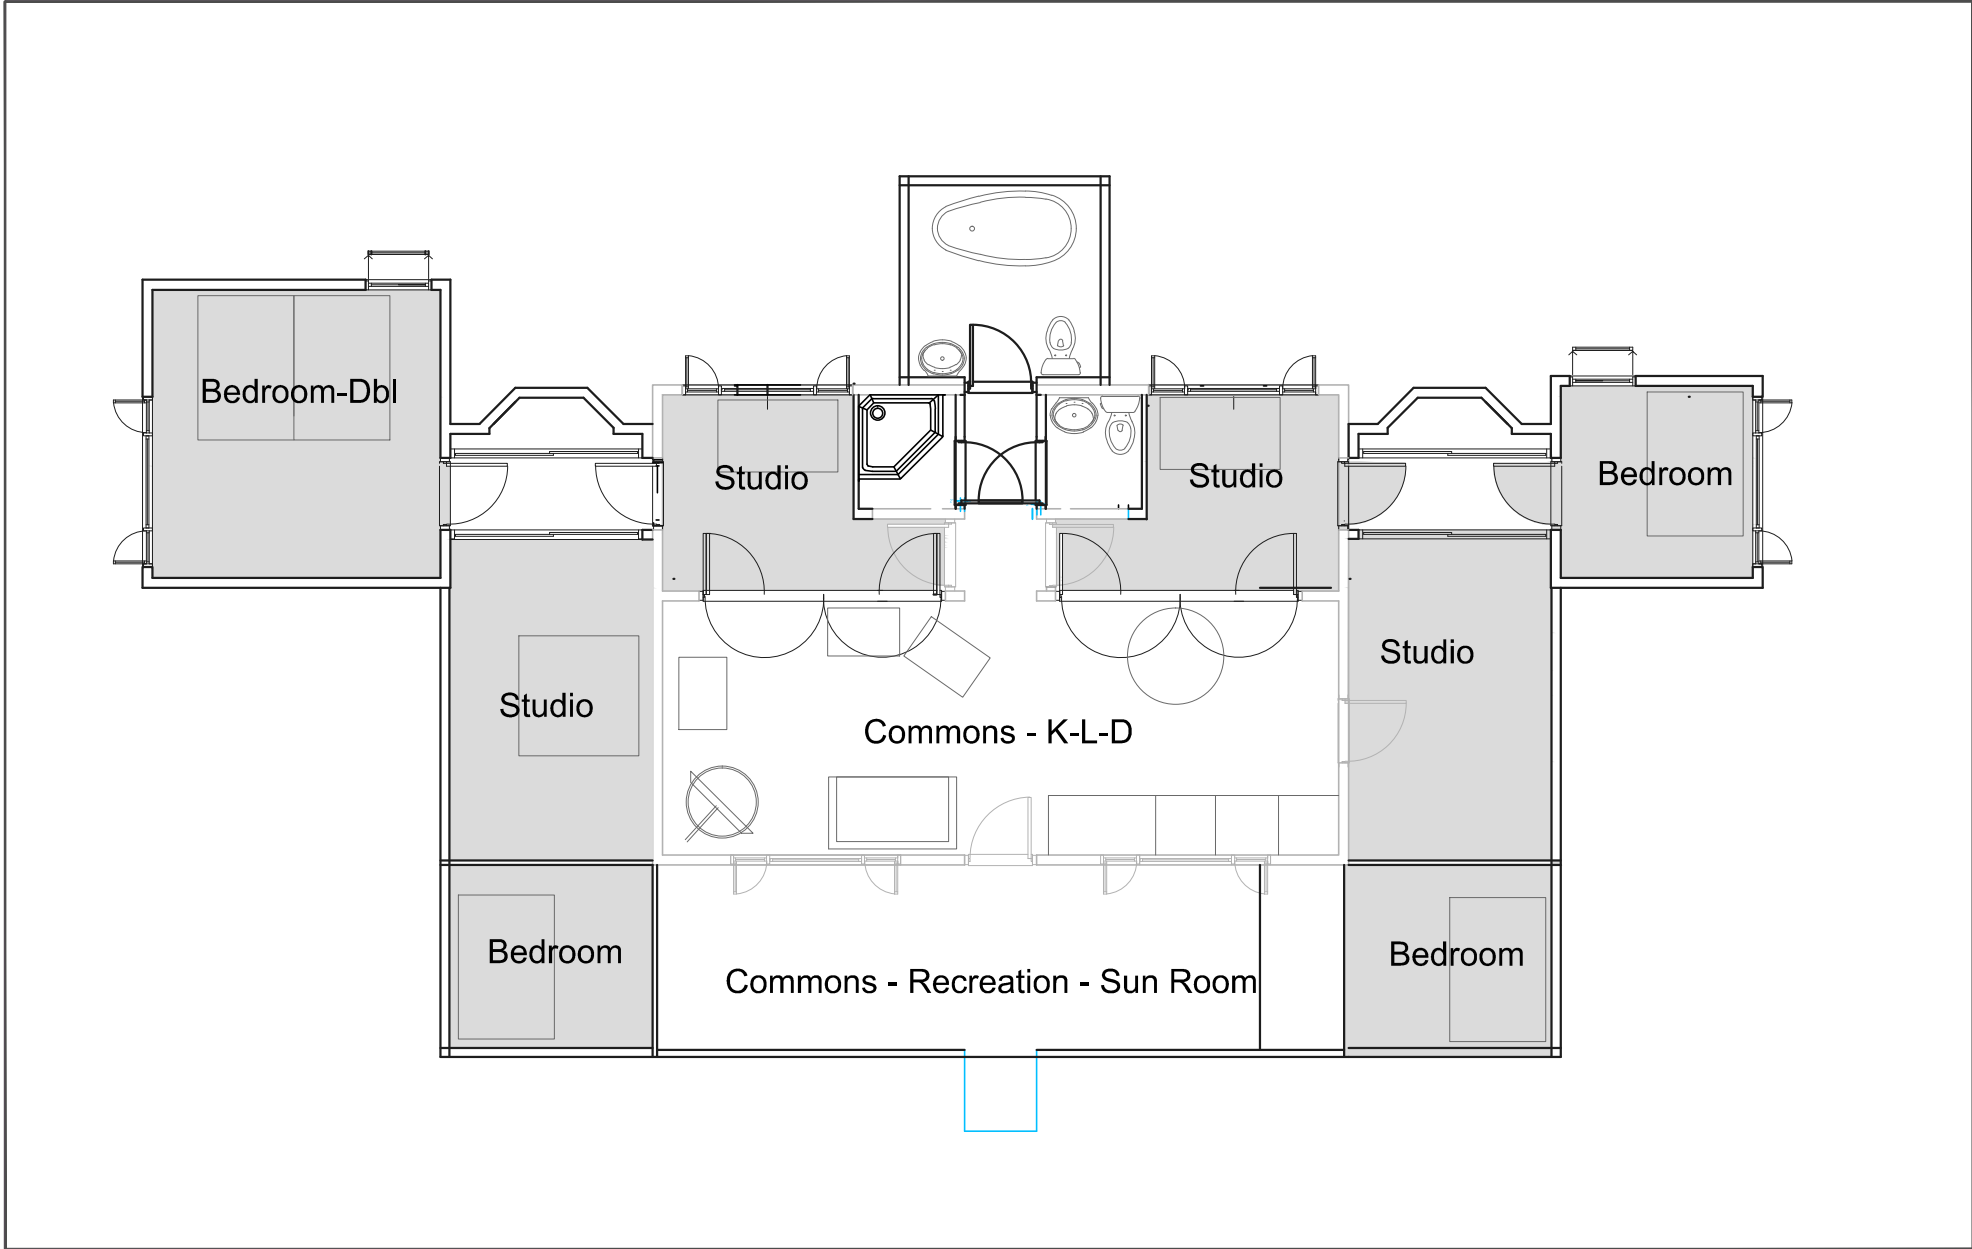 Bedroom-Dbl
Studio
Studio
Bedroom
Studio
Studio
Commons - K-L-D
Bedroom
Commons - Recreation - Sun Room
Bedroom